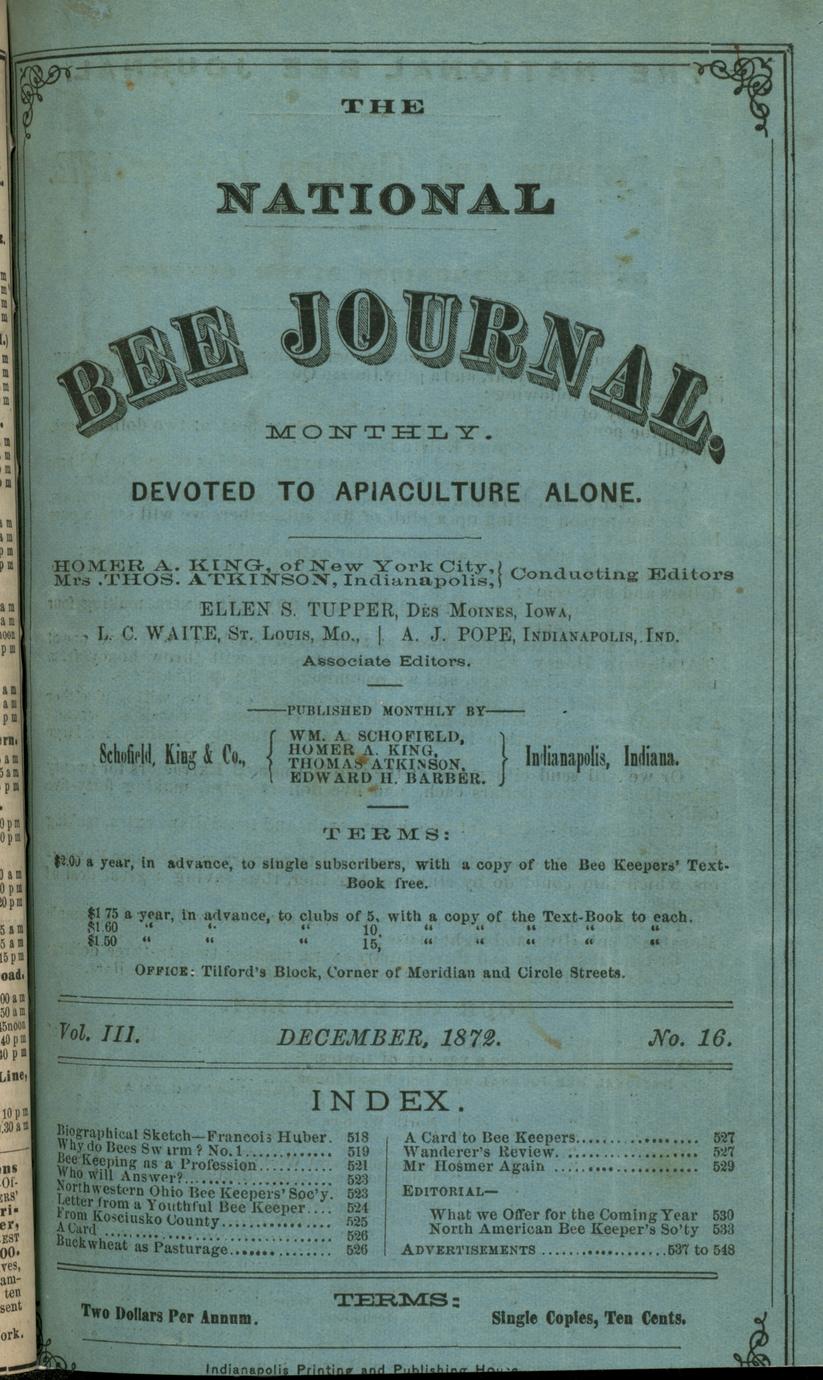 THE
NATIONAL
BEE JOURNAL,
MONTHLY.
DEVOTED TO APIACULTURE ALONE.
HOMER A. KING, of New York City, } Conducting Editors
Mrs .THOS. ATKINSON, Indianapolis, }
ELLEN S. TUPPER, DES MOINES, IOWA,
L. C. WAITE, ST. LOUIS, MO., | A. J. POPE, INDIANAPOLIS, IND.
Associate Editors.
——PUBLISHED MONTHLY BY——
Schofield, King & Co., { WM. A. SCHOFIELD, } Indianapolis, Indiana.
HOMER A. KING,
THOMAS ATKINSON,
EDWARD H. BARBER.
TERMS:
$2.00 a year, in advance, to single subscribers, with a copy of the Bee Keepers' Text-
Book free.
$1 75 a year, in advance, to clubs of 5, with a copy of the Text-Book to each.
$1.60 “ “ “ 10, “ “ “ “ “
$1.50 “ “ “ 15, “ “ “ “ “
OFFICE: Tilford's Block, Corner of Meridian and Circle Streets.
Vol. III. DECEMBER, 1872. No. 16.
INDEX.
Biographical Sketch—Francois Huber. 518
Why do Bees Swarm? No. 1............. 519
Bee Keeping as a Profession........... 521
Who will Answer?....................... 523
Northwestern Ohio Bee Keepers' Soc'y. 523
Letter from a Youthful Bee Keeper.... 524
From Kosciusko County................ 525
A Card .................................. 526
Buckwheat as Pasturage............... 526
A Card to Bee Keepers................. 527
Wanderer's Review. ................... 527
Mr Hosmer Again .................... 529
EDITORIAL—
What we Offer for the Coming Year 530
North American Bee Keeper's So'ty 533
ADVERTISEMENTS ..................537 to 548
TERMS:
Two Dollars Per Annum. Single Copies, Ten Cents.
Indianapolis Printing and Publishing House